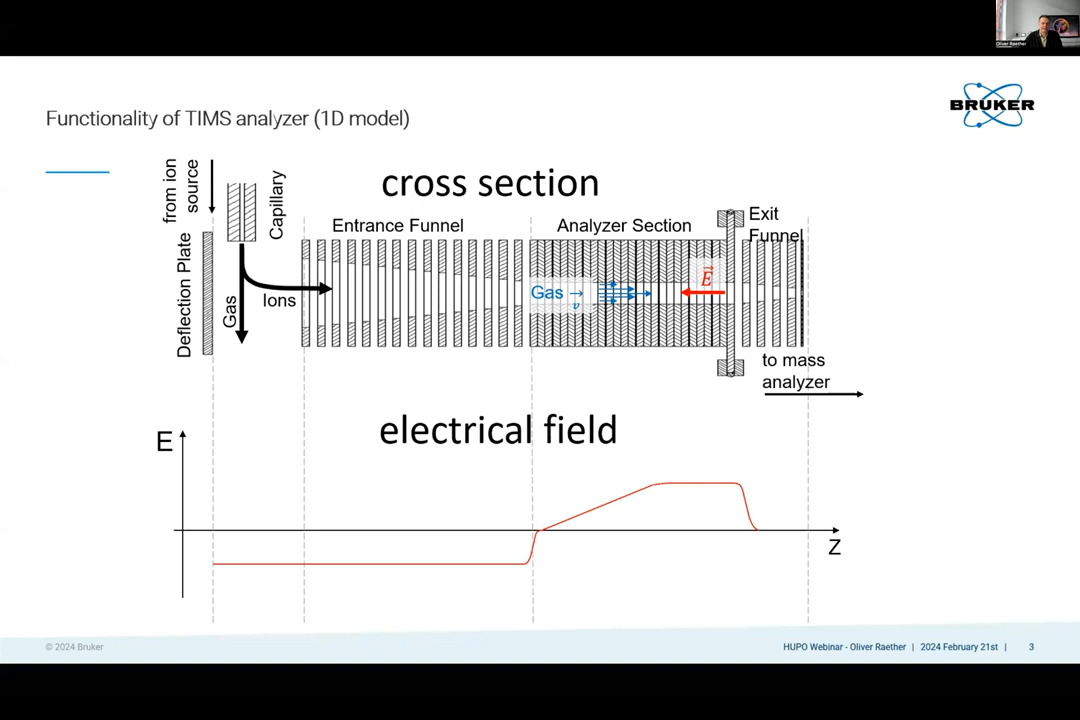 Oliver Raether
BRUKER
Functionality of TIMS analyzer (1D model)
from ion
source
Capillary
cross section
Entrance Funnel
Analyzer Section
Exit
Funnel
Deflection Plate
Gas
Ions
Gas
v
E
to mass
analyzer
electrical field
E
Z
© 2024 Bruker
HUPO Webinar - Oliver Raether | 2024 February 21st | 3